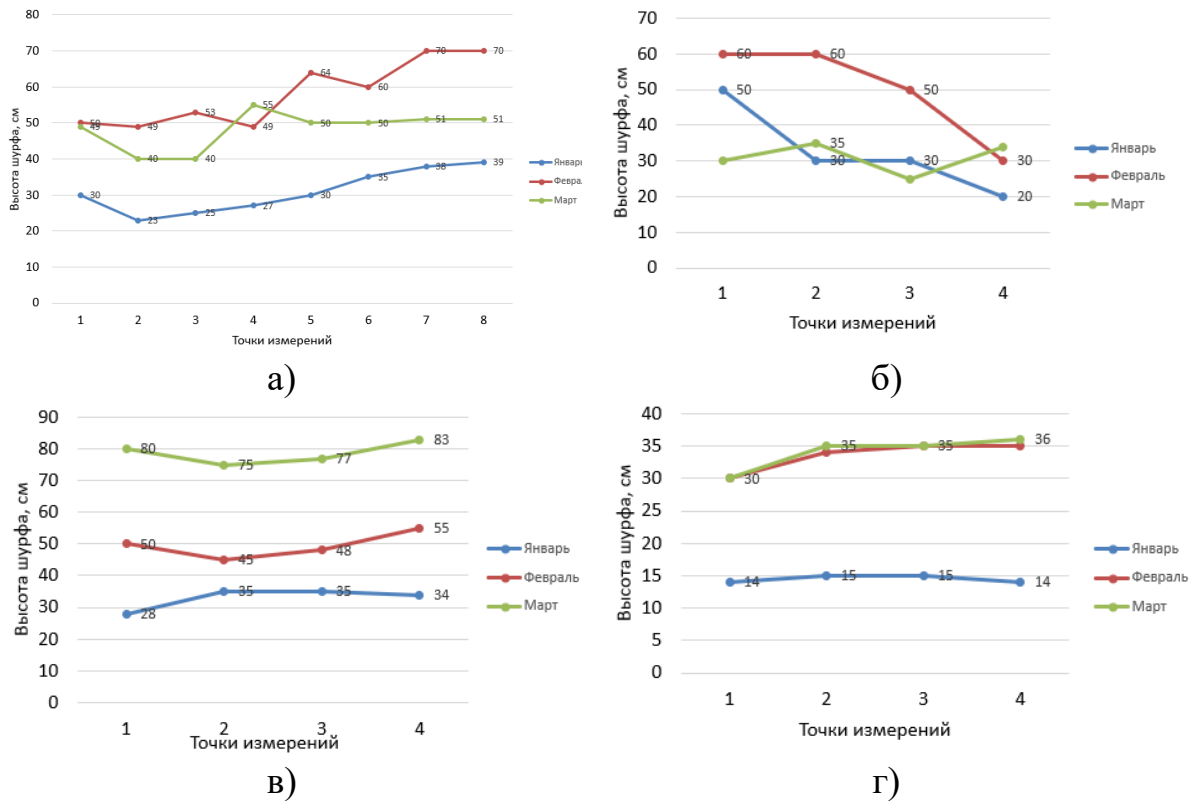 80
70
60
50
40
30
20
10
0
Высота шурфа, см
50 49 53 49 64 60 70 70
49 40 40 55 50 50 51 51
30 23 25 27 30 35 38 39
1 2 3 4 5 6 7 8
Точки измерений
Январь
Феврал
Март
а)
70
60
50
40
30
20
10
0
Высота шурфа, см
60 60 50 30
50 30 30 20
35
1 2 3 4
Точки измерений
Январь
Февраль
Март
б)
90
80
70
60
50
40
30
20
10
0
Высота шурфа, см
80 75 77 83
50 45 48 55
28 35 35 34
1 2 3 4
Точки измерений
Январь
Февраль
Март
в)
40
35
30
25
20
15
10
5
0
Высота шурфа, см
30 35 35 36
14 15 15 14
1 2 3 4
Точки измерений
Январь
Февраль
Март
г)